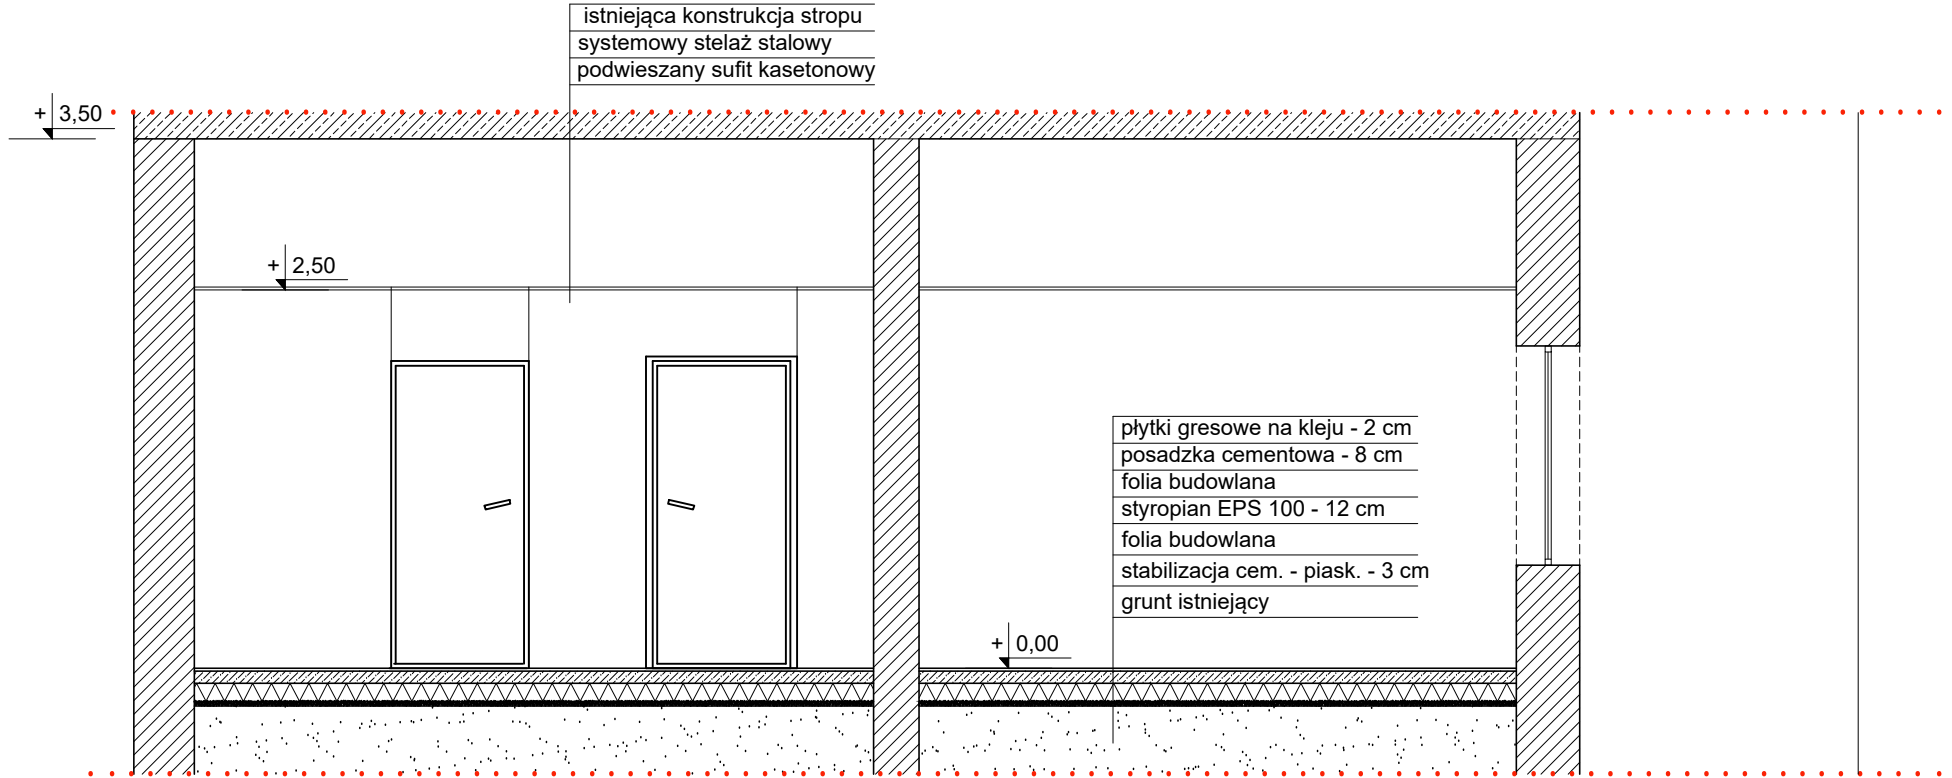 istniejąca konstrukcja stropu
systemowy stelaż stalowy
podwieszany sufit kasetonowy
+ 3,50
+ 2,50
płytki gresowe na kleju - 2 cm
posadzka cementowa - 8 cm
folia budowlana
styropian EPS 100 - 12 cm
folia budowlana
stabilizacja cem. - piask. - 3 cm
grunt istniejący
+ 0,00